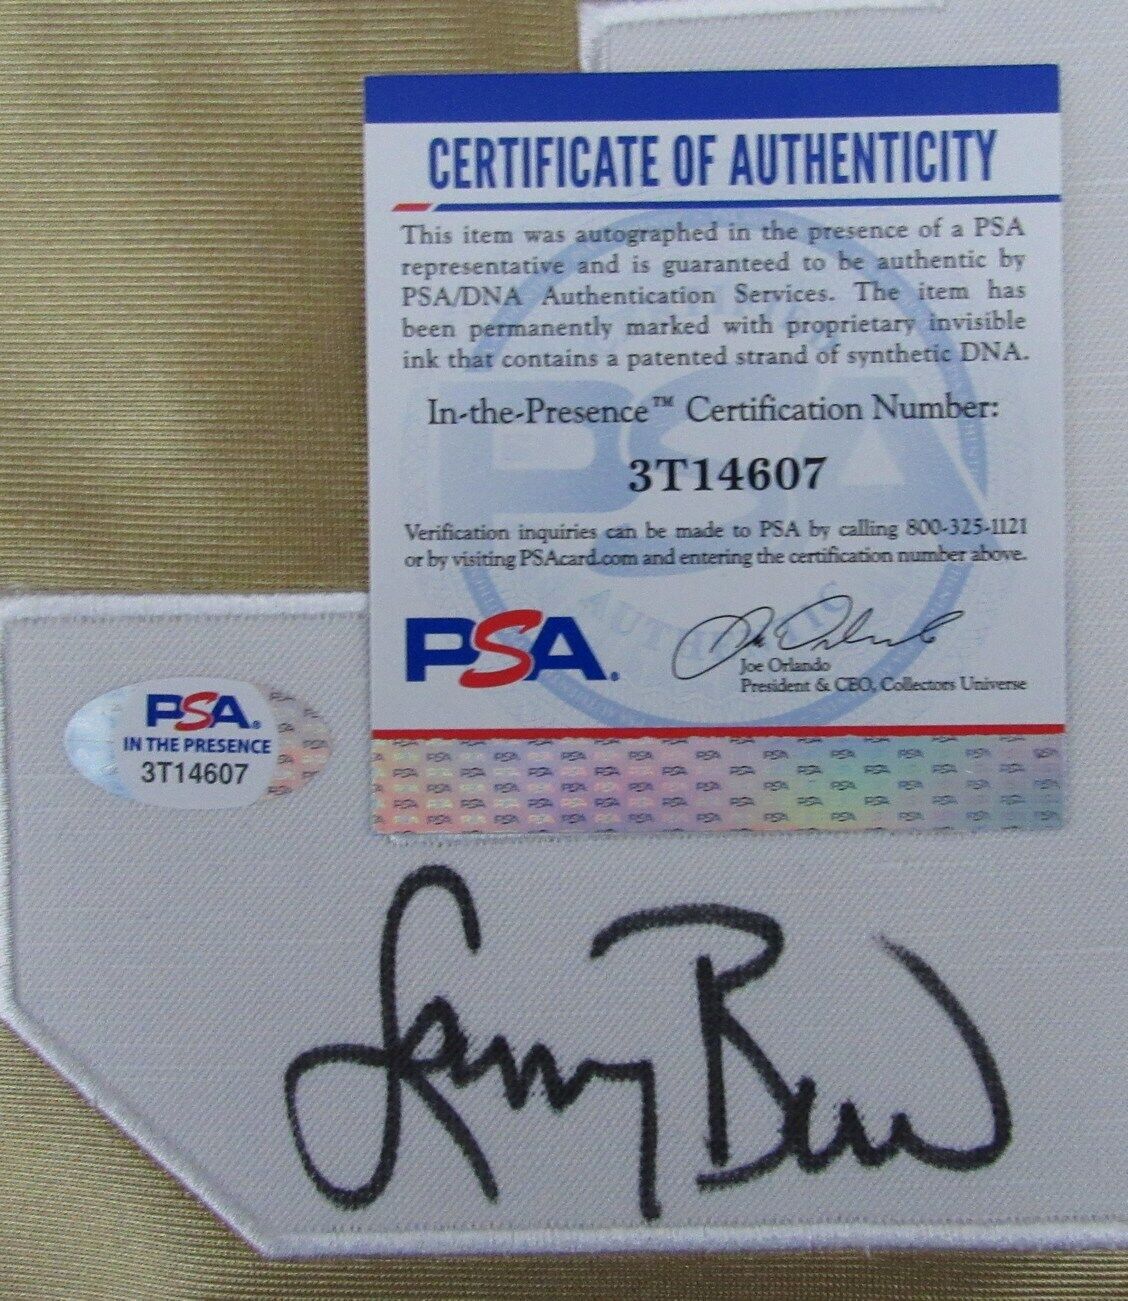 CERTIFICATE OF AUTHENTICITY
This item was autographed in the presence of a PSA
representative and is guaranteed to be authentic by
PSA/DNA Authentication Services. The item has
been permanently marked with proprietary invisible
ink that contains a patented strand of synthetic DNA.
In-the-Presence™ Certification Number:
3T14607
Verification inquiries can be made to PSA by calling 800-325-1121
or by visiting PSAcard.com and entering the certification number above.
PSA.
Joe Orlando
Joe Orlando
President & CEO, Collectors Universe
PSA.
IN THE PRESENCE
3T14607
Larry Bird